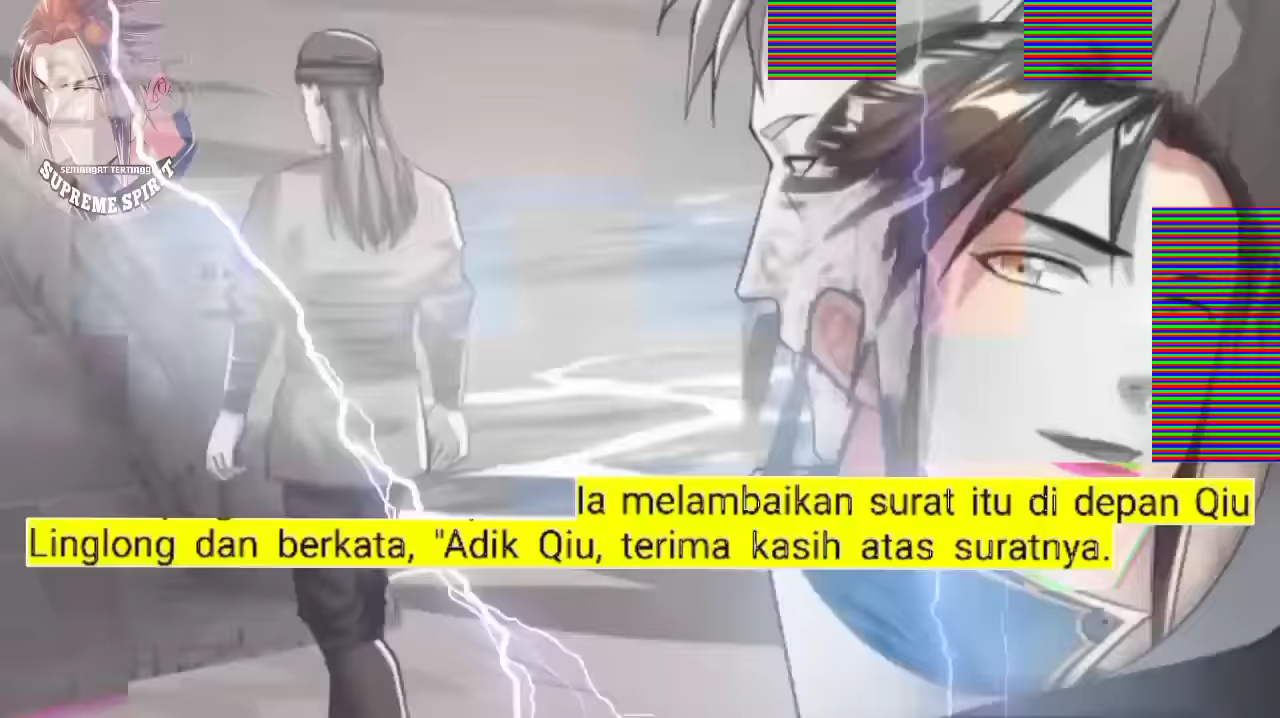 SEMANGAT TERTINGGI
SUPREME SPIRIT
Ia melambaikan surat itu di depan Qiu
Linglong dan berkata, "Adik Qiu, terima kasih atas suratnya.